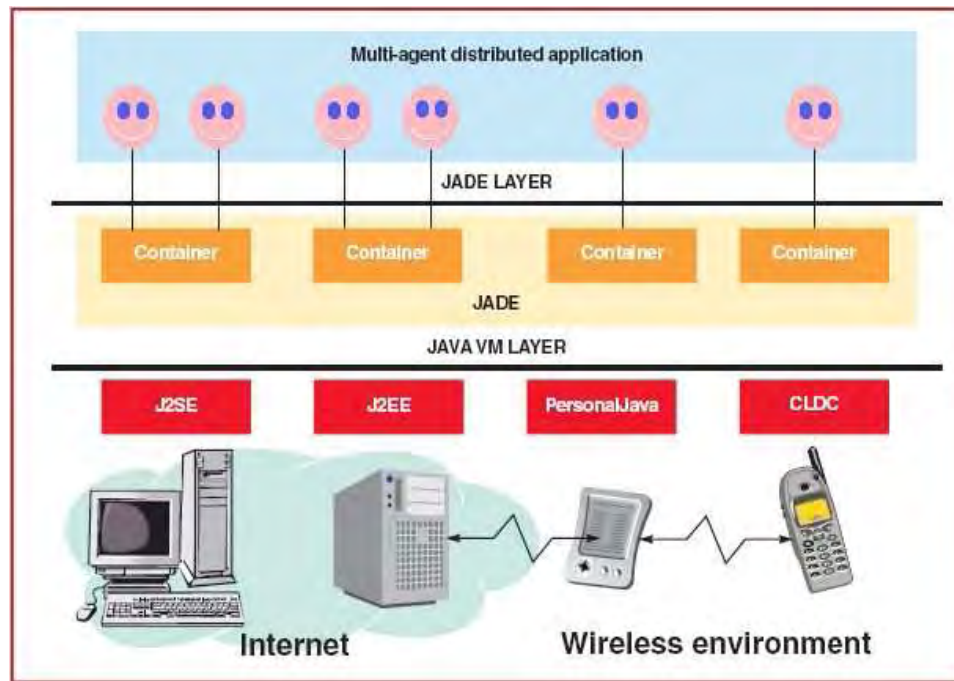 Multi-agent distributed application
JADE LAYER
Container
Container
Container
Container
JADE
JAVA VM LAYER
J2SE
J2EE
PersonalJava
CLDC
Internet
Wireless environment